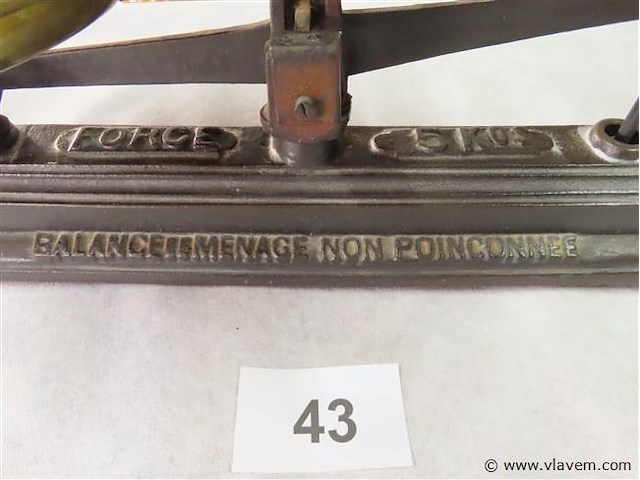 FORCE 5 KOS
BALANCE DE MENAGE NON POINCONNEE
43
© www.vlavem.com